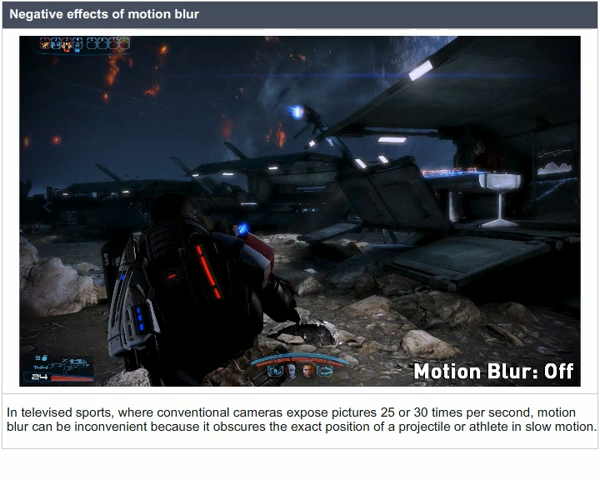 Negative effects of motion blur
24
Motion Blur: Off
In televised sports, where conventional cameras expose pictures 25 or 30 times per second, motion
blur can be inconvenient because it obscures the exact position of a projectile or athlete in slow motion.